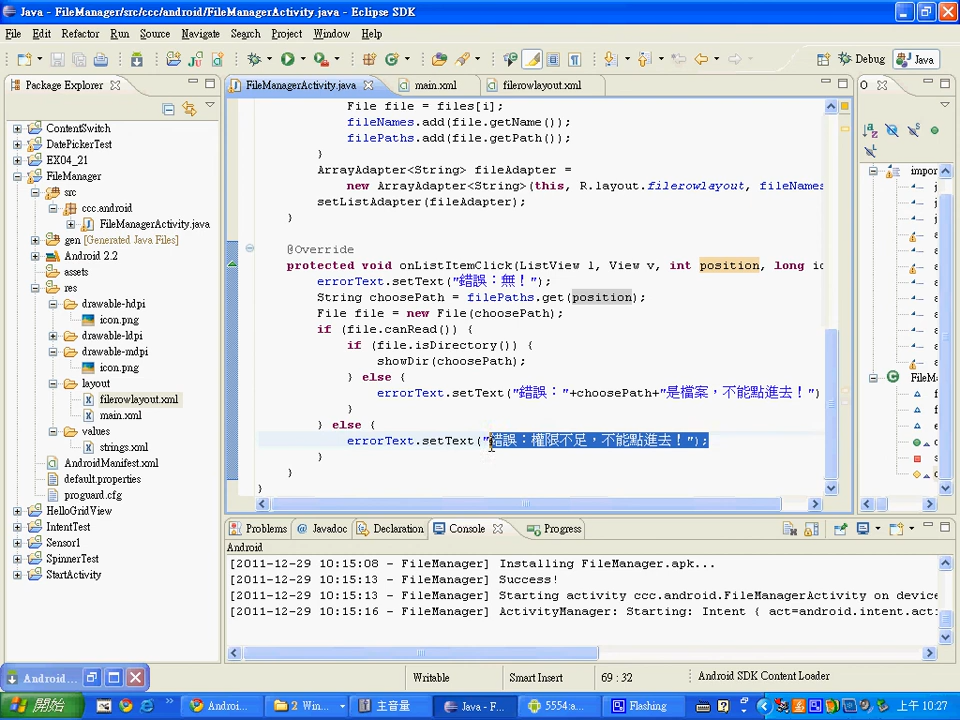 Java - FileManager/src/ccc/android/FileManagerActivity.java - Eclipse SDK
File Edit Refactor Run Source Navigate Search Project Window Help
Debug Java
Package Explorer
FileManagerActivity.java main.xml filerowlayout.xml
O
ContentSwitch
DatePickerTest
EX04_21
FileManager
src
ccc.android
FileManagerActivity.java
gen [Generated Java Files]
Android 2.2
assets
res
drawable-hdpi
icon.png
drawable-ldpi
drawable-mdpi
icon.png
layout
filerowlayout.xml
main.xml
values
strings.xml
AndroidManifest.xml
default.properties
proguard.cfg
HelloGridView
IntentTest
Sensor1
SpinnerTest
StartActivity
File file = files[i];
fileNames.add(file.getName());
filePaths.add(file.getPath());
}
ArrayAdapter<String> fileAdapter =
new ArrayAdapter<String>(this, R.layout.filerowlayout, fileNames
setListAdapter(fileAdapter);
}
@Override
protected void onListItemClick(ListView l, View v, int position, long id
errorText.setText("錯誤：無！");
String choosePath = filePaths.get(position);
File file = new File(choosePath);
if (file.canRead()) {
if (file.isDirectory()) {
showDir(choosePath);
} else {
errorText.setText("錯誤："+choosePath+"是檔案，不能點進去！")
}
} else {
errorText.setText("錯誤：權限不足，不能點進去！");
}
}
}
impor
FileM
Problems @ Javadoc Declaration Console Progress
Android
[2011-12-29 10:15:08 - FileManager] Installing FileManager.apk...
[2011-12-29 10:15:13 - FileManager] Success!
[2011-12-29 10:15:13 - FileManager] Starting activity ccc.android.FileManagerActivity on device
[2011-12-29 10:15:16 - FileManager] ActivityManager: Starting: Intent { act=android.intent.acti
Android...
Writable Smart Insert 69 : 32 Android SDK Content Loader
開始 Androi... 2 Win... 主音量 Java - F... 5554:a... Flashing 上午 10:27